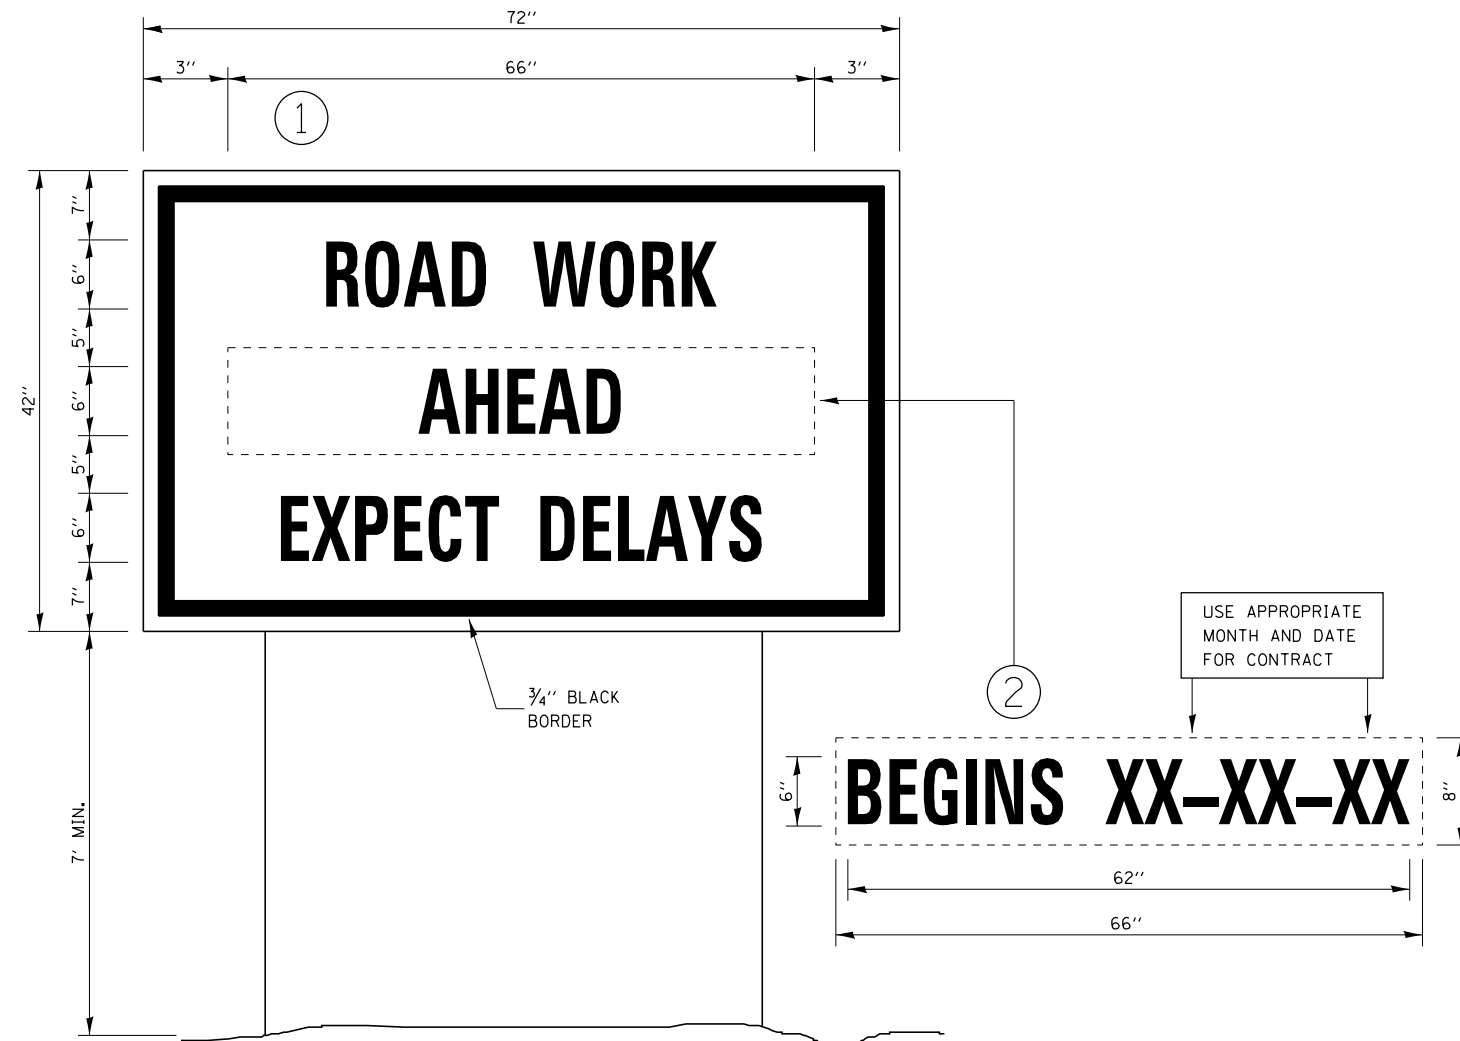 72''
3'' 66'' 3''
1
7''
6''
5''
6''
5''
6''
7''
42''
ROAD WORK
AHEAD
EXPECT DELAYS
3/4'' BLACK
BORDER
7' MIN.
2
USE APPROPRIATE
MONTH AND DATE
FOR CONTRACT
6''
BEGINS XX–XX–XX
8''
62''
66''